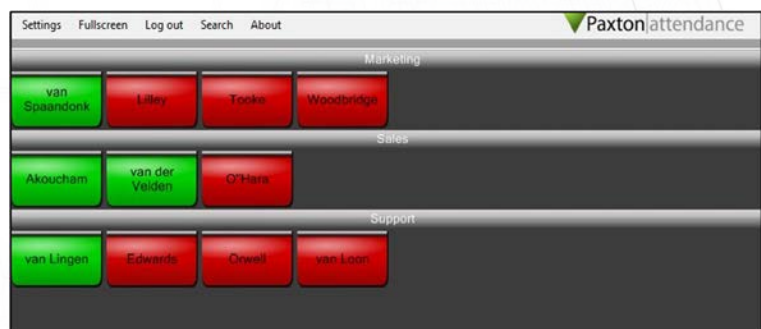 Settings Fullscreen Log out Search About Paxton attendance
Marketing
van Spaandonk Lilley Tooke Woodbridge
Sales
Akoucham van der Velden O"Hara
Support
van Lingen Edwards Orwell van Loon